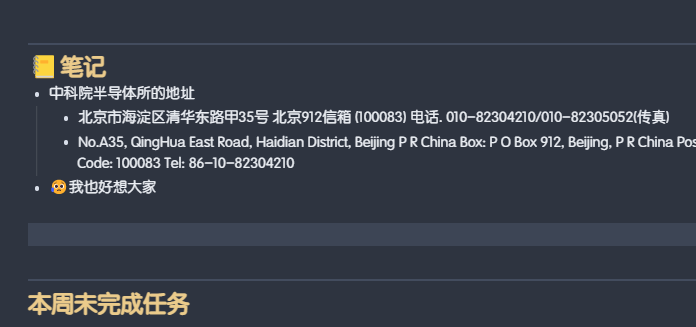 📒 笔记
中科院半导体所的地址
北京市海淀区清华东路甲35号 北京912信箱 (100083) 电话. 010-82304210/010-82305052(传真)
No.A35, QingHua East Road, Haidian District, Beijing P R China Box: P O Box 912, Beijing, P R China Pos
Code: 100083 Tel: 86-10-82304210
🥺我也好想大家
本周未完成任务